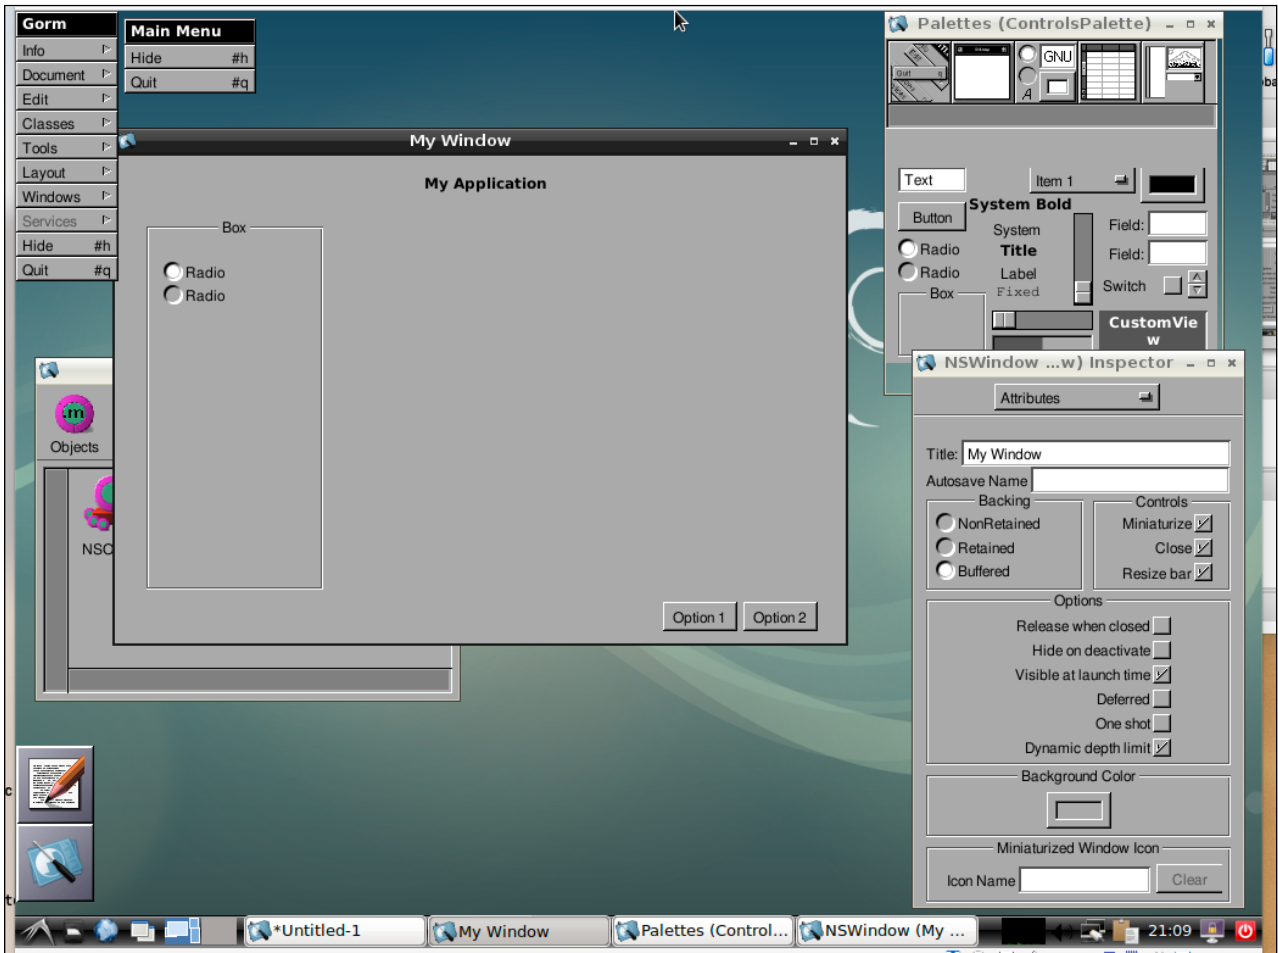 Gorm
Info
Document
Edit
Classes
Tools
Layout
Windows
Services
Hide #h
Quit #q
Main Menu
Hide #h
Quit #q
My Window
My Application
Box
Radio
Radio
Option 1
Option 2
Objects
NSO
Palettes (ControlsPalette)
Quit q
GNU
A
Text
Item 1
Button
System Bold
System
Title
Label
Fixed
Radio
Radio
Box
Field:
Field:
Switch
CustomVie
w
NSWindow ...w) Inspector
Attributes
Title: My Window
Autosave Name
Backing
NonRetained
Retained
Buffered
Controls
Miniaturize
Close
Resize bar
Options
Release when closed
Hide on deactivate
Visible at launch time
Deferred
One shot
Dynamic depth limit
Background Color
Miniaturized Window Icon
Icon Name
Clear
*Untitled-1
My Window
Palettes (Control...
NSWindow (My ...
21:09